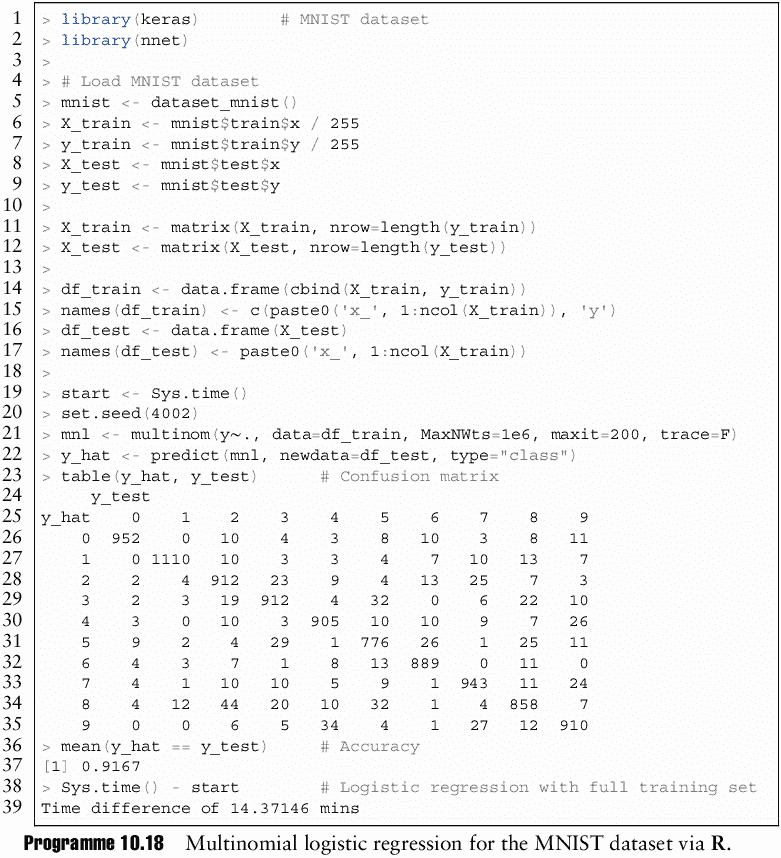 1 > library(keras) # MNIST dataset
2 > library(nnet)
3 >
4 > # Load MNIST dataset
5 > mnist <- dataset_mnist()
6 > X_train <- mnist$train$x / 255
7 > y_train <- mnist$train$y / 255
8 > X_test <- mnist$test$x
9 > y_test <- mnist$test$y
10 >
11 > X_train <- matrix(X_train, nrow=length(y_train))
12 > X_test <- matrix(X_test, nrow=length(y_test))
13 >
14 > df_train <- data.frame(cbind(X_train, y_train))
15 > names(df_train) <- c(paste0('x_', 1:ncol(X_train)), 'y')
16 > df_test <- data.frame(X_test)
17 > names(df_test) <- paste0('x_', 1:ncol(X_train))
18 >
19 > start <- Sys.time()
20 > set.seed(4002)
21 > mnl <- multinom(y~., data=df_train, MaxNWts=1e6, maxit=200, trace=F)
22 > y_hat <- predict(mnl, newdata=df_test, type="class")
23 > table(y_hat, y_test) # Confusion matrix
24 y_test
25 y_hat 0 1 2 3 4 5 6 7 8 9
26 0 952 0 10 4 3 8 10 3 8 11
27 1 0 1110 10 3 3 4 7 10 13 7
28 2 2 4 912 23 9 4 13 25 7 3
29 3 2 3 19 912 4 32 0 6 22 10
30 4 3 0 10 3 905 10 10 9 7 26
31 5 9 2 4 29 1 776 26 1 25 11
32 6 4 3 7 1 8 13 889 0 11 0
33 7 4 1 10 10 5 9 1 943 11 24
34 8 4 12 44 20 10 32 1 4 858 7
35 9 0 0 6 5 34 4 1 27 12 910
36 > mean(y_hat == y_test) # Accuracy
37 [1] 0.9167
38 > Sys.time() - start # Logistic regression with full training set
39 Time difference of 14.37146 mins
Programme 10.18 Multinomial logistic regression for the MNIST dataset via R.